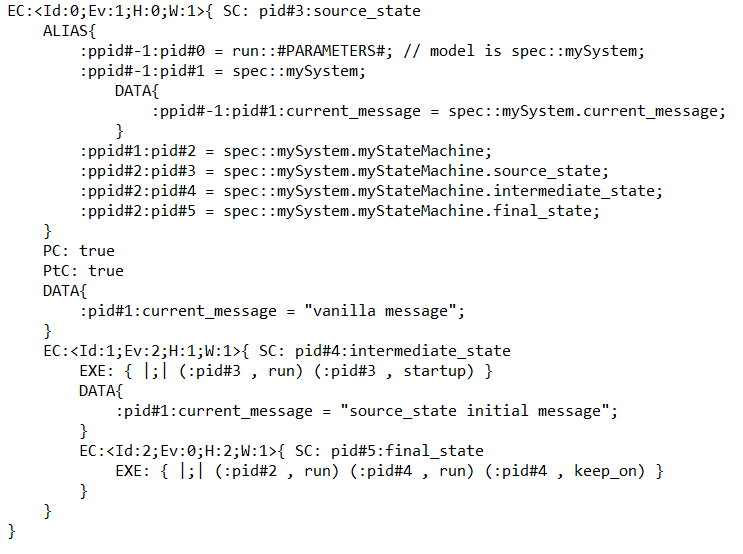 EC:<Id:0;Ev:1;H:0;W:1>{ SC: pid#3:source_state
    ALIAS{
        :ppid#-1:pid#0 = run::#PARAMETERS#; // model is spec::mySystem;
        :ppid#-1:pid#1 = spec::mySystem;
            DATA{
                :ppid#-1:pid#1:current_message = spec::mySystem.current_message;
            }
        :ppid#1:pid#2 = spec::mySystem.myStateMachine;
        :ppid#2:pid#3 = spec::mySystem.myStateMachine.source_state;
        :ppid#2:pid#4 = spec::mySystem.myStateMachine.intermediate_state;
        :ppid#2:pid#5 = spec::mySystem.myStateMachine.final_state;
    }
    PC: true
    PtC: true
    DATA{
        :pid#1:current_message = "vanilla message";
    }
    EC:<Id:1;Ev:2;H:1;W:1>{ SC: pid#4:intermediate_state
        EXE: { |;| (:pid#3 , run) (:pid#3 , startup) }
        DATA{
            :pid#1:current_message = "source_state initial message";
        }
        EC:<Id:2;Ev:0;H:2;W:1>{ SC: pid#5:final_state
            EXE: { |;| (:pid#2 , run) (:pid#4 , run) (:pid#4 , keep_on) }
        }
    }
}